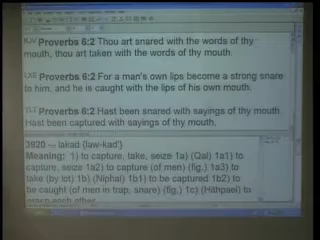 KJV Proverbs 6:2 Thou art snared with the words of thy
mouth, thou art taken with the words of thy mouth.
LXE Proverbs 6:2 For a man's own lips become a strong snare
to him, and he is caught with the lips of his own mouth.
YLT Proverbs 6:2 Hast been snared with sayings of thy mouth,
Hast been captured with sayings of thy mouth,
3920 lakad {law-kad'}
Meaning: 1) to capture, take, seize 1a) (Qal) 1a1) to
capture, seize 1a2) to capture (of men) (fig.) 1a3) to
take (by lot) 1b) (Niphal) 1b1) to be captured 1b2) to
be caught (of men in trap, snare) (fig.) 1c) (Hithpael) to
grasp each other